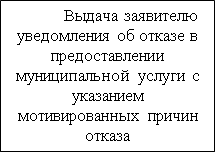 Выдача заявителю
уведомления об отказе в
предоставлении
муниципальной услуги с
указанием
мотивированных причин
отказа